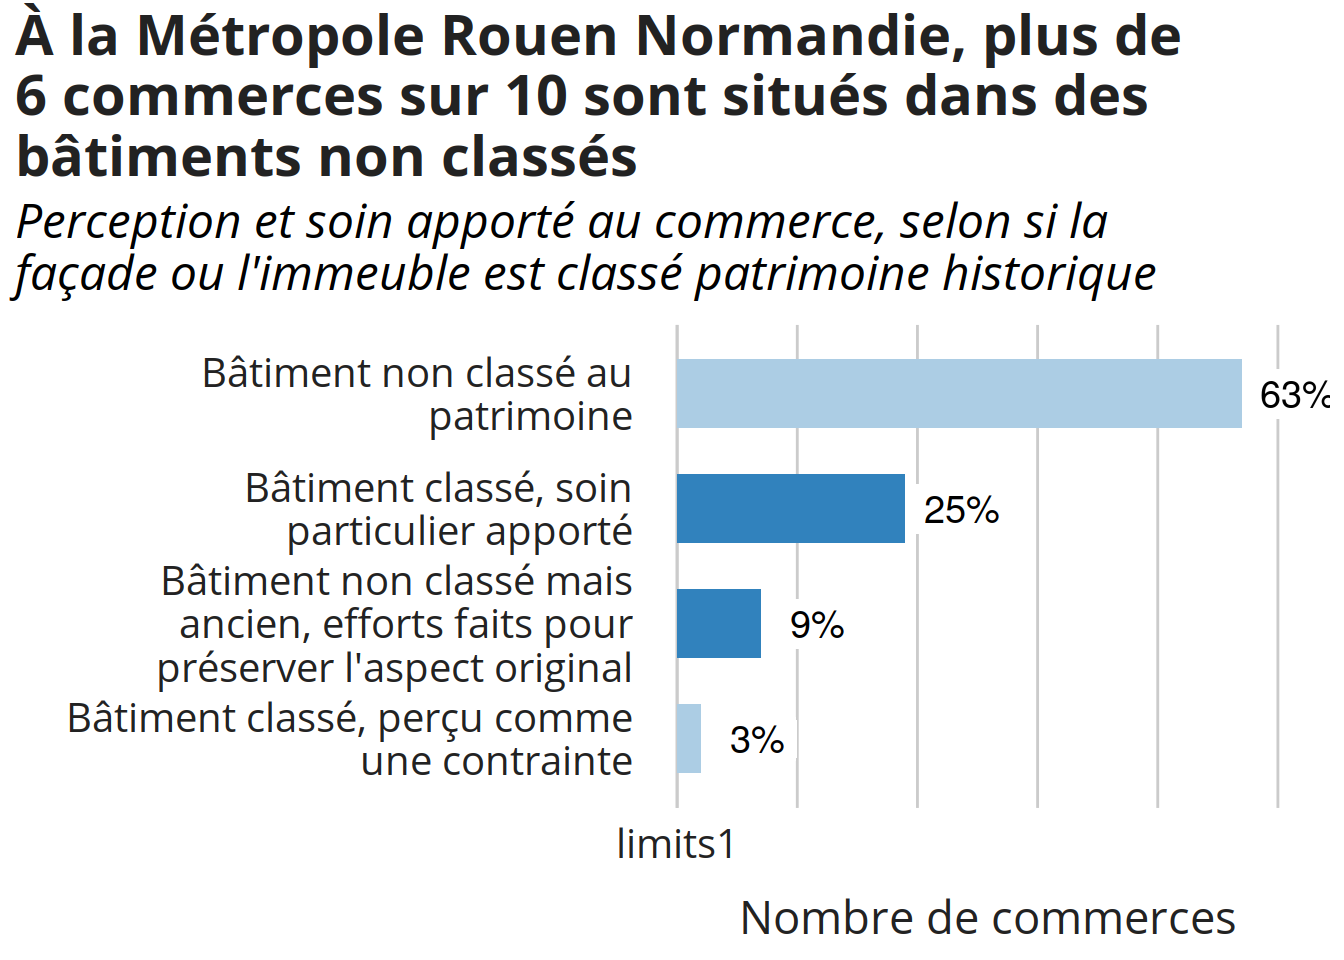 À la Métropole Rouen Normandie, plus de
6 commerces sur 10 sont situés dans des
bâtiments non classés
Perception et soin apporté au commerce, selon si la
façade ou l'immeuble est classé patrimoine historique
Bâtiment non classé au
patrimoine
63%
Bâtiment classé, soin
particulier apporté
25%
Bâtiment non classé mais
ancien, efforts faits pour
préserver l'aspect original
9%
Bâtiment classé, perçu comme
une contrainte
3%
limits1
Nombre de commerces